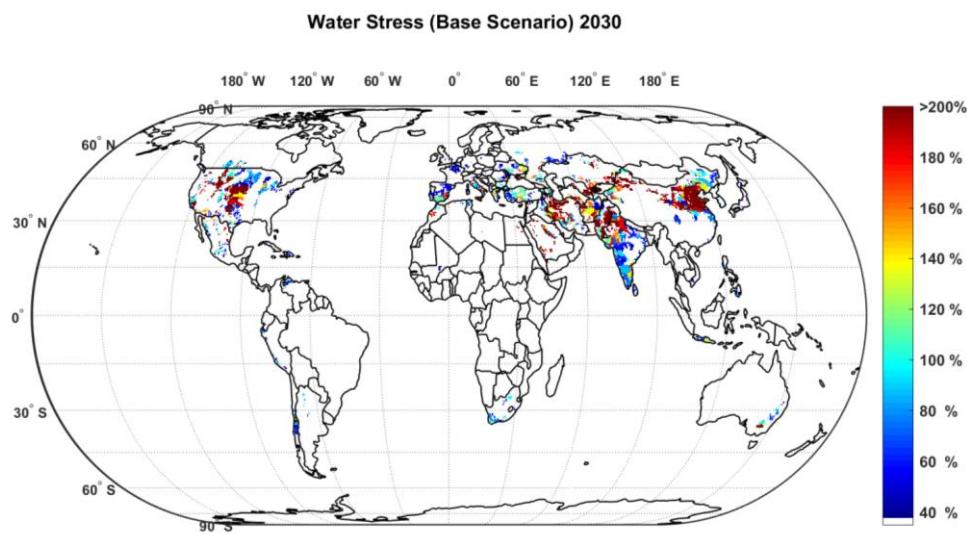 Water Stress (Base Scenario) 2030
180° W 120° W 60° W 0° 60° E 120° E 180° E
90° N
60° N
30° N
0°
30° S
60° S
90° S
>200%
180 %
160 %
140 %
120 %
100 %
80 %
60 %
40 %